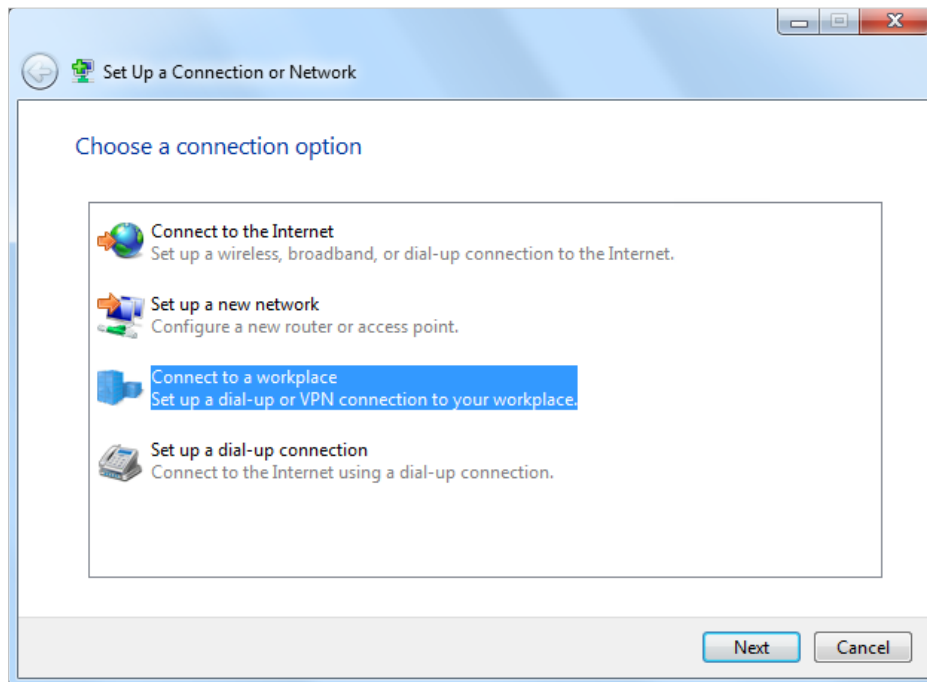 Set Up a Connection or Network
Choose a connection option
Connect to the Internet
Set up a wireless, broadband, or dial-up connection to the Internet.
Set up a new network
Configure a new router or access point.
Connect to a workplace
Set up a dial-up or VPN connection to your workplace.
Set up a dial-up connection
Connect to the Internet using a dial-up connection.
Next
Cancel